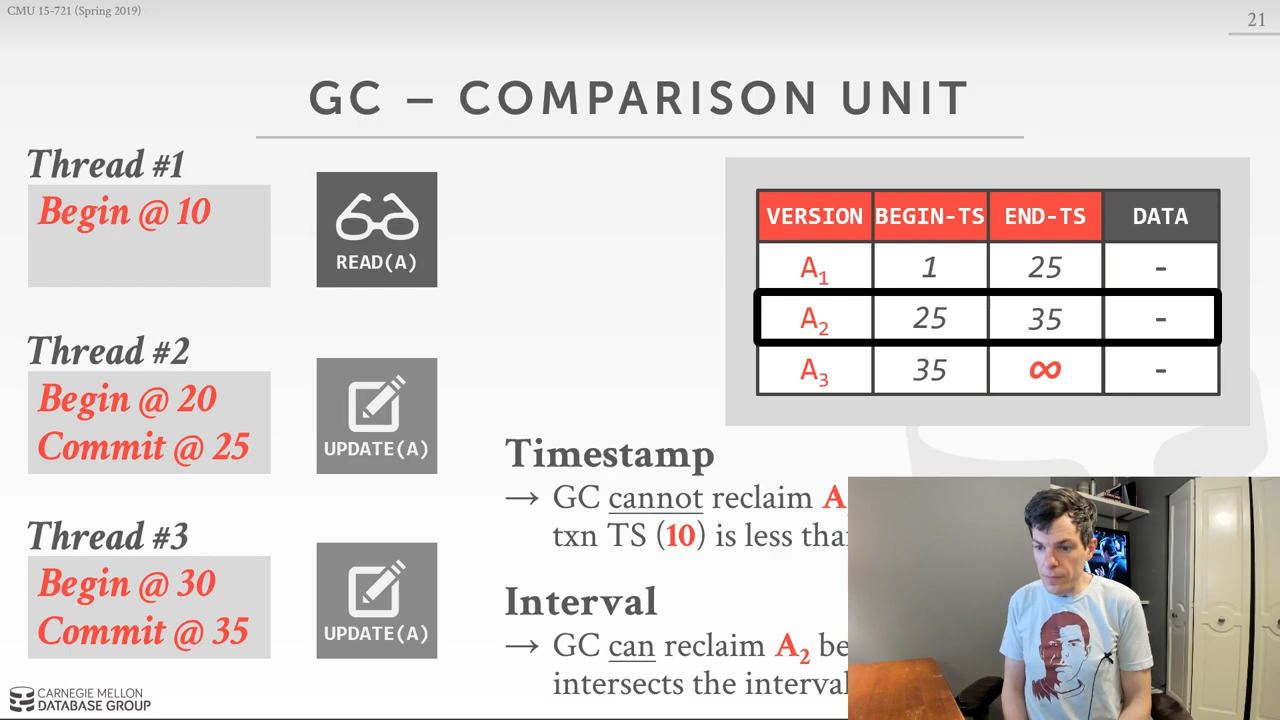 CMU 15-721 (Spring 2019)
21
GC – COMPARISON UNIT
Thread #1
Begin @ 10
READ(A)
Thread #2
Begin @ 20
Commit @ 25
UPDATE(A)
Thread #3
Begin @ 30
Commit @ 35
UPDATE(A)
VERSION BEGIN-TS END-TS DATA
A₁ 1 25 -
A₂ 25 35 -
A₃ 35 ∞ -
Timestamp
→ GC cannot reclaim A
txn TS (10) is less
Interval
→ GC can reclaim A₂
intersects the interval
CARNEGIE MELLON
DATABASE GROUP